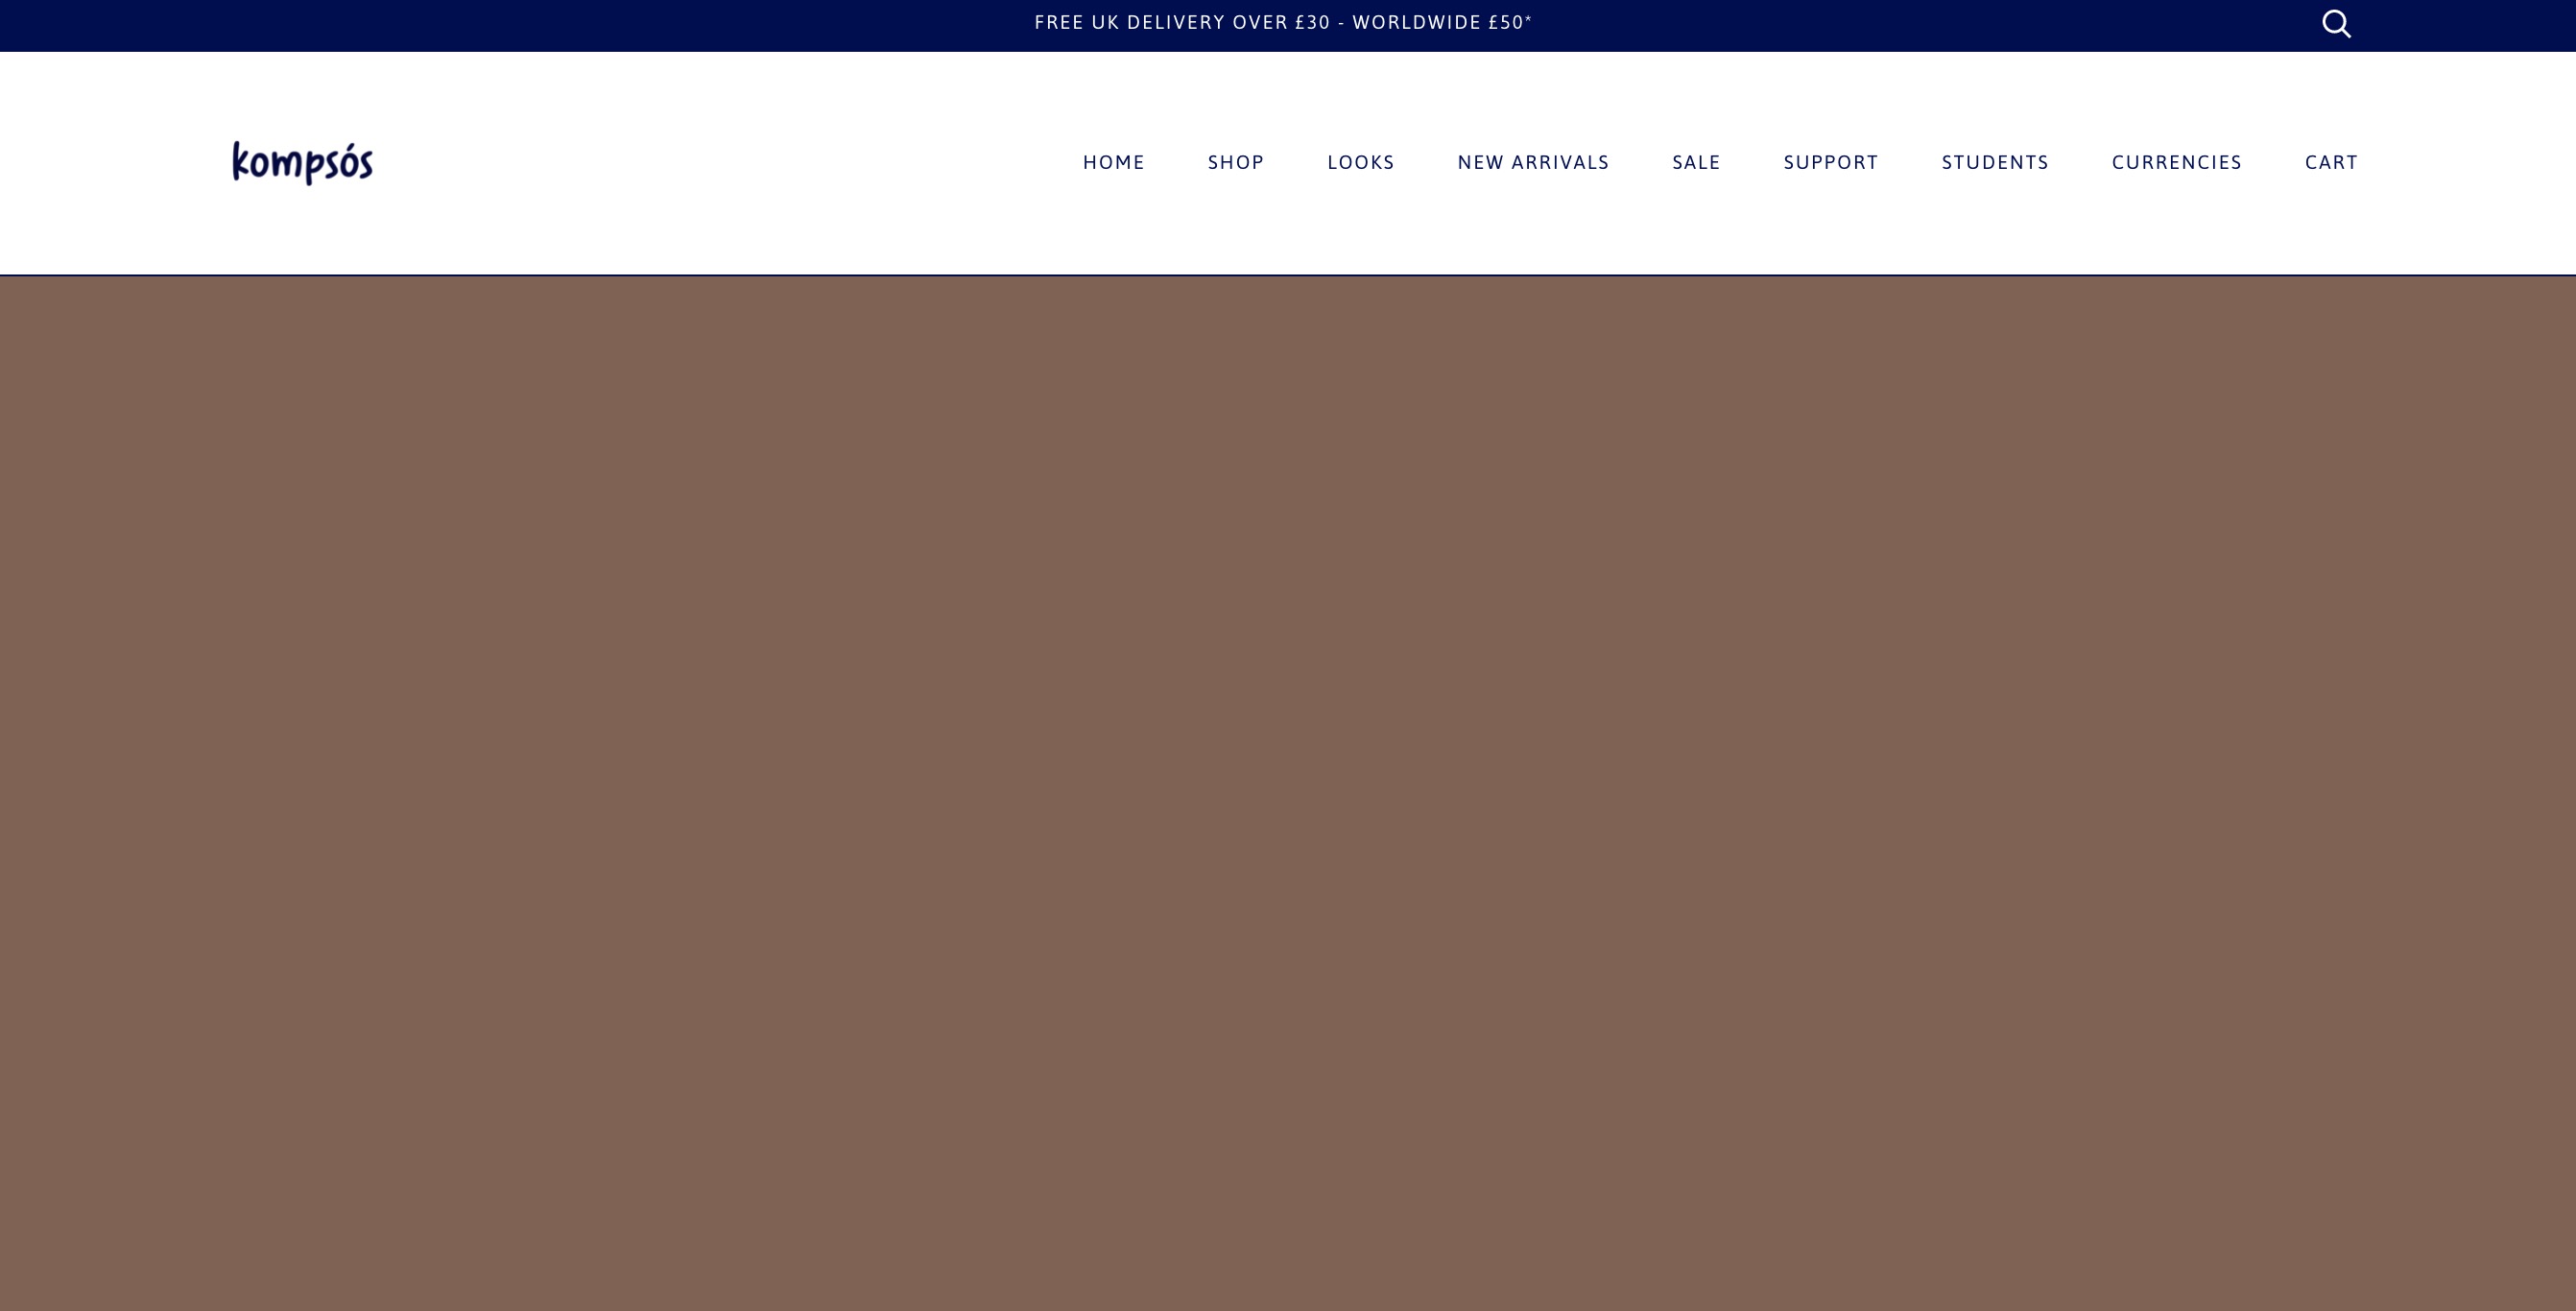 FREE UK DELIVERY OVER £30 - WORLDWIDE £50*
kompsós
HOME SHOP LOOKS NEW ARRIVALS SALE SUPPORT STUDENTS CURRENCIES CART